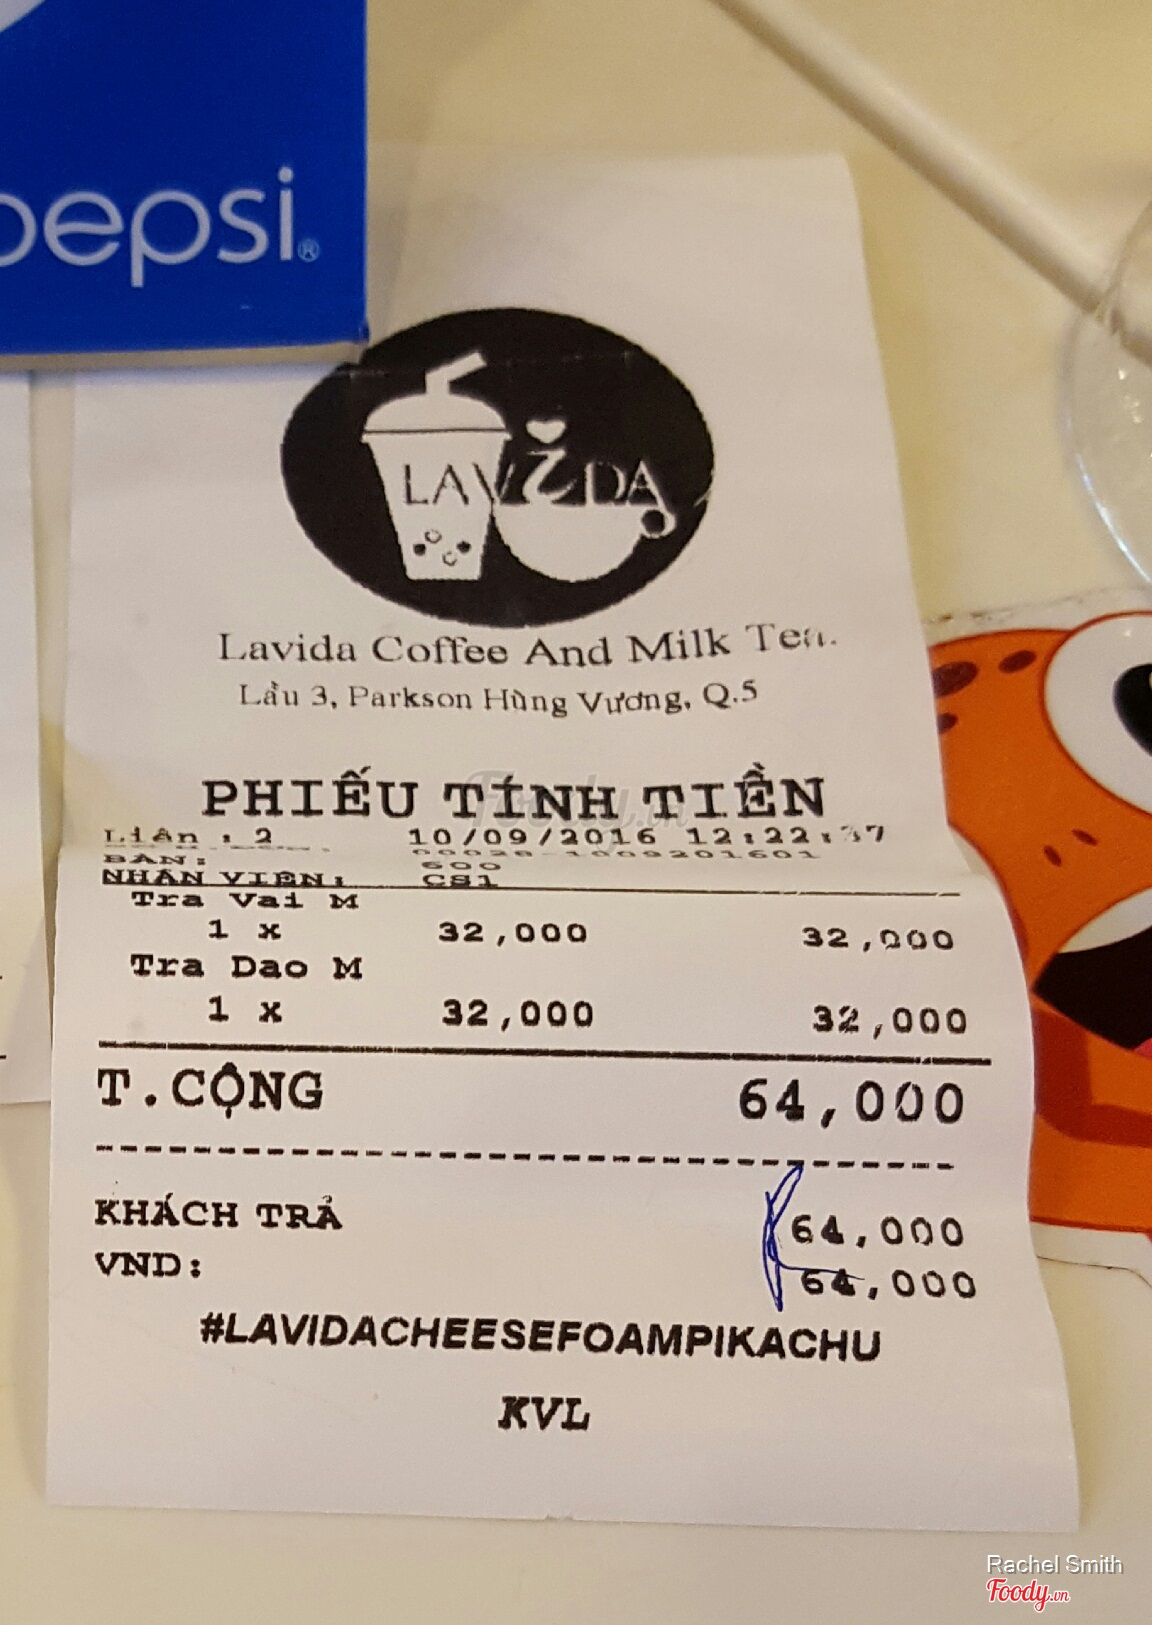 pepsi®
LAViDA
Lavida Coffee And Milk Tea.
Lầu 3, Parkson Hùng Vương, Q.5
PHIẾU TÍNH TIỀN
Liên : 2 10/09/2016 12:22:37
BÀN: 600
NHÂN VIÊN: CS1
Tra Vai M
1 x 32,000 32,000
Tra Dao M
1 x 32,000 32,000
T.CỘNG 64,000
KHÁCH TRẢ 64,000
VND: 64,000
#LAVIDACHEESEFOAMPIKACHU
KVL
Rachel Smith
Foody.vn